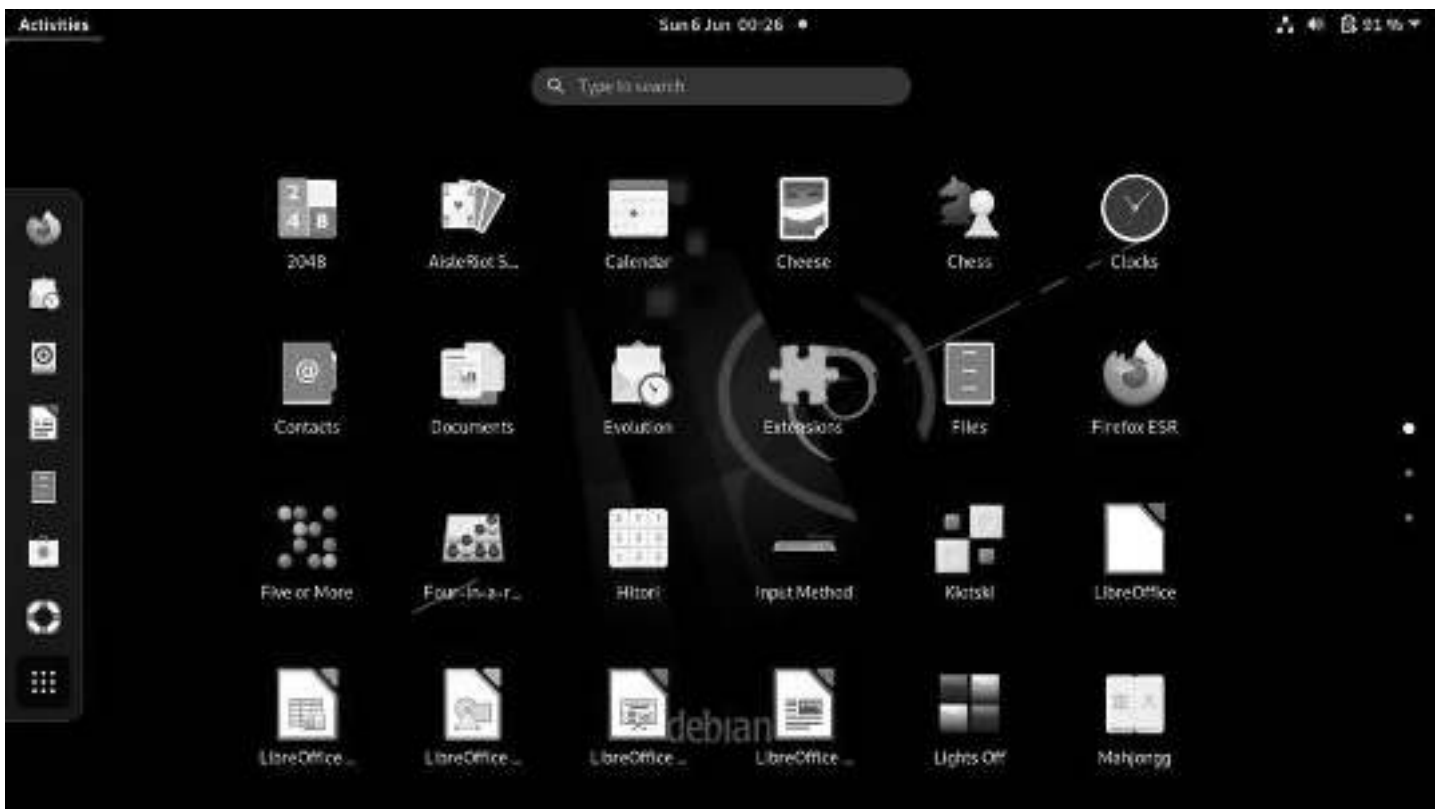 Activities Sun 6 Jun 00:26 91 %
Type to search
2048 AisleRiot S... Calendar Cheese Chess Clocks
Contacts Documents Evolution Extensions Files Firefox ESR
Five or More Four-in-a-r... Hitori Input Method Klotski LibreOffice
debian
LibreOffice ... LibreOffice ... LibreOffice ... LibreOffice ... Lights Off Mahjongg